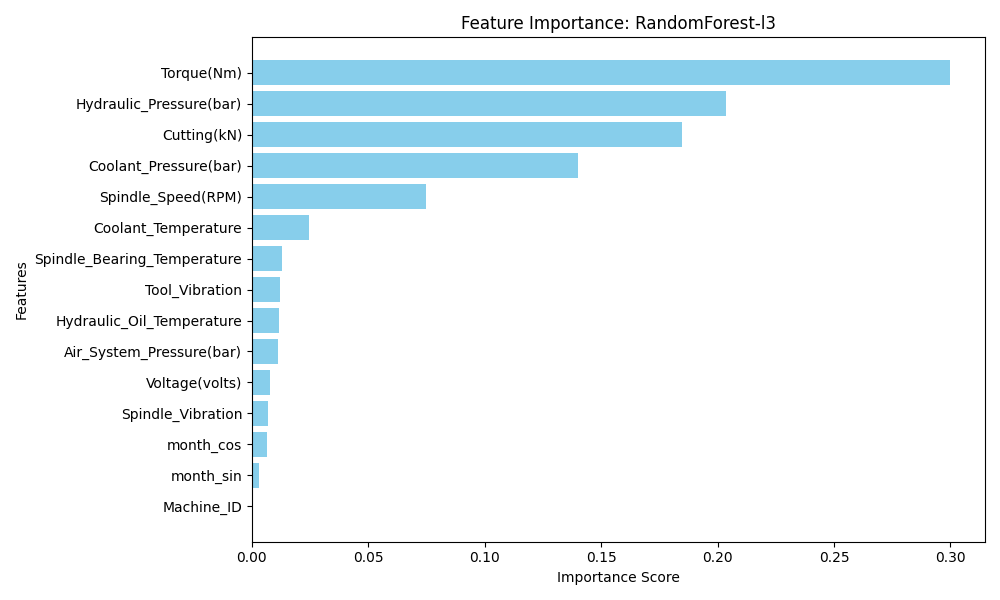 Feature Importance: RandomForest-l3
Torque(Nm)
Hydraulic_Pressure(bar)
Cutting(kN)
Coolant_Pressure(bar)
Spindle_Speed(RPM)
Coolant_Temperature
Spindle_Bearing_Temperature
Tool_Vibration
Hydraulic_Oil_Temperature
Air_System_Pressure(bar)
Voltage(volts)
Spindle_Vibration
month_cos
month_sin
Machine_ID
Features
0.00 0.05 0.10 0.15 0.20 0.25 0.30
Importance Score